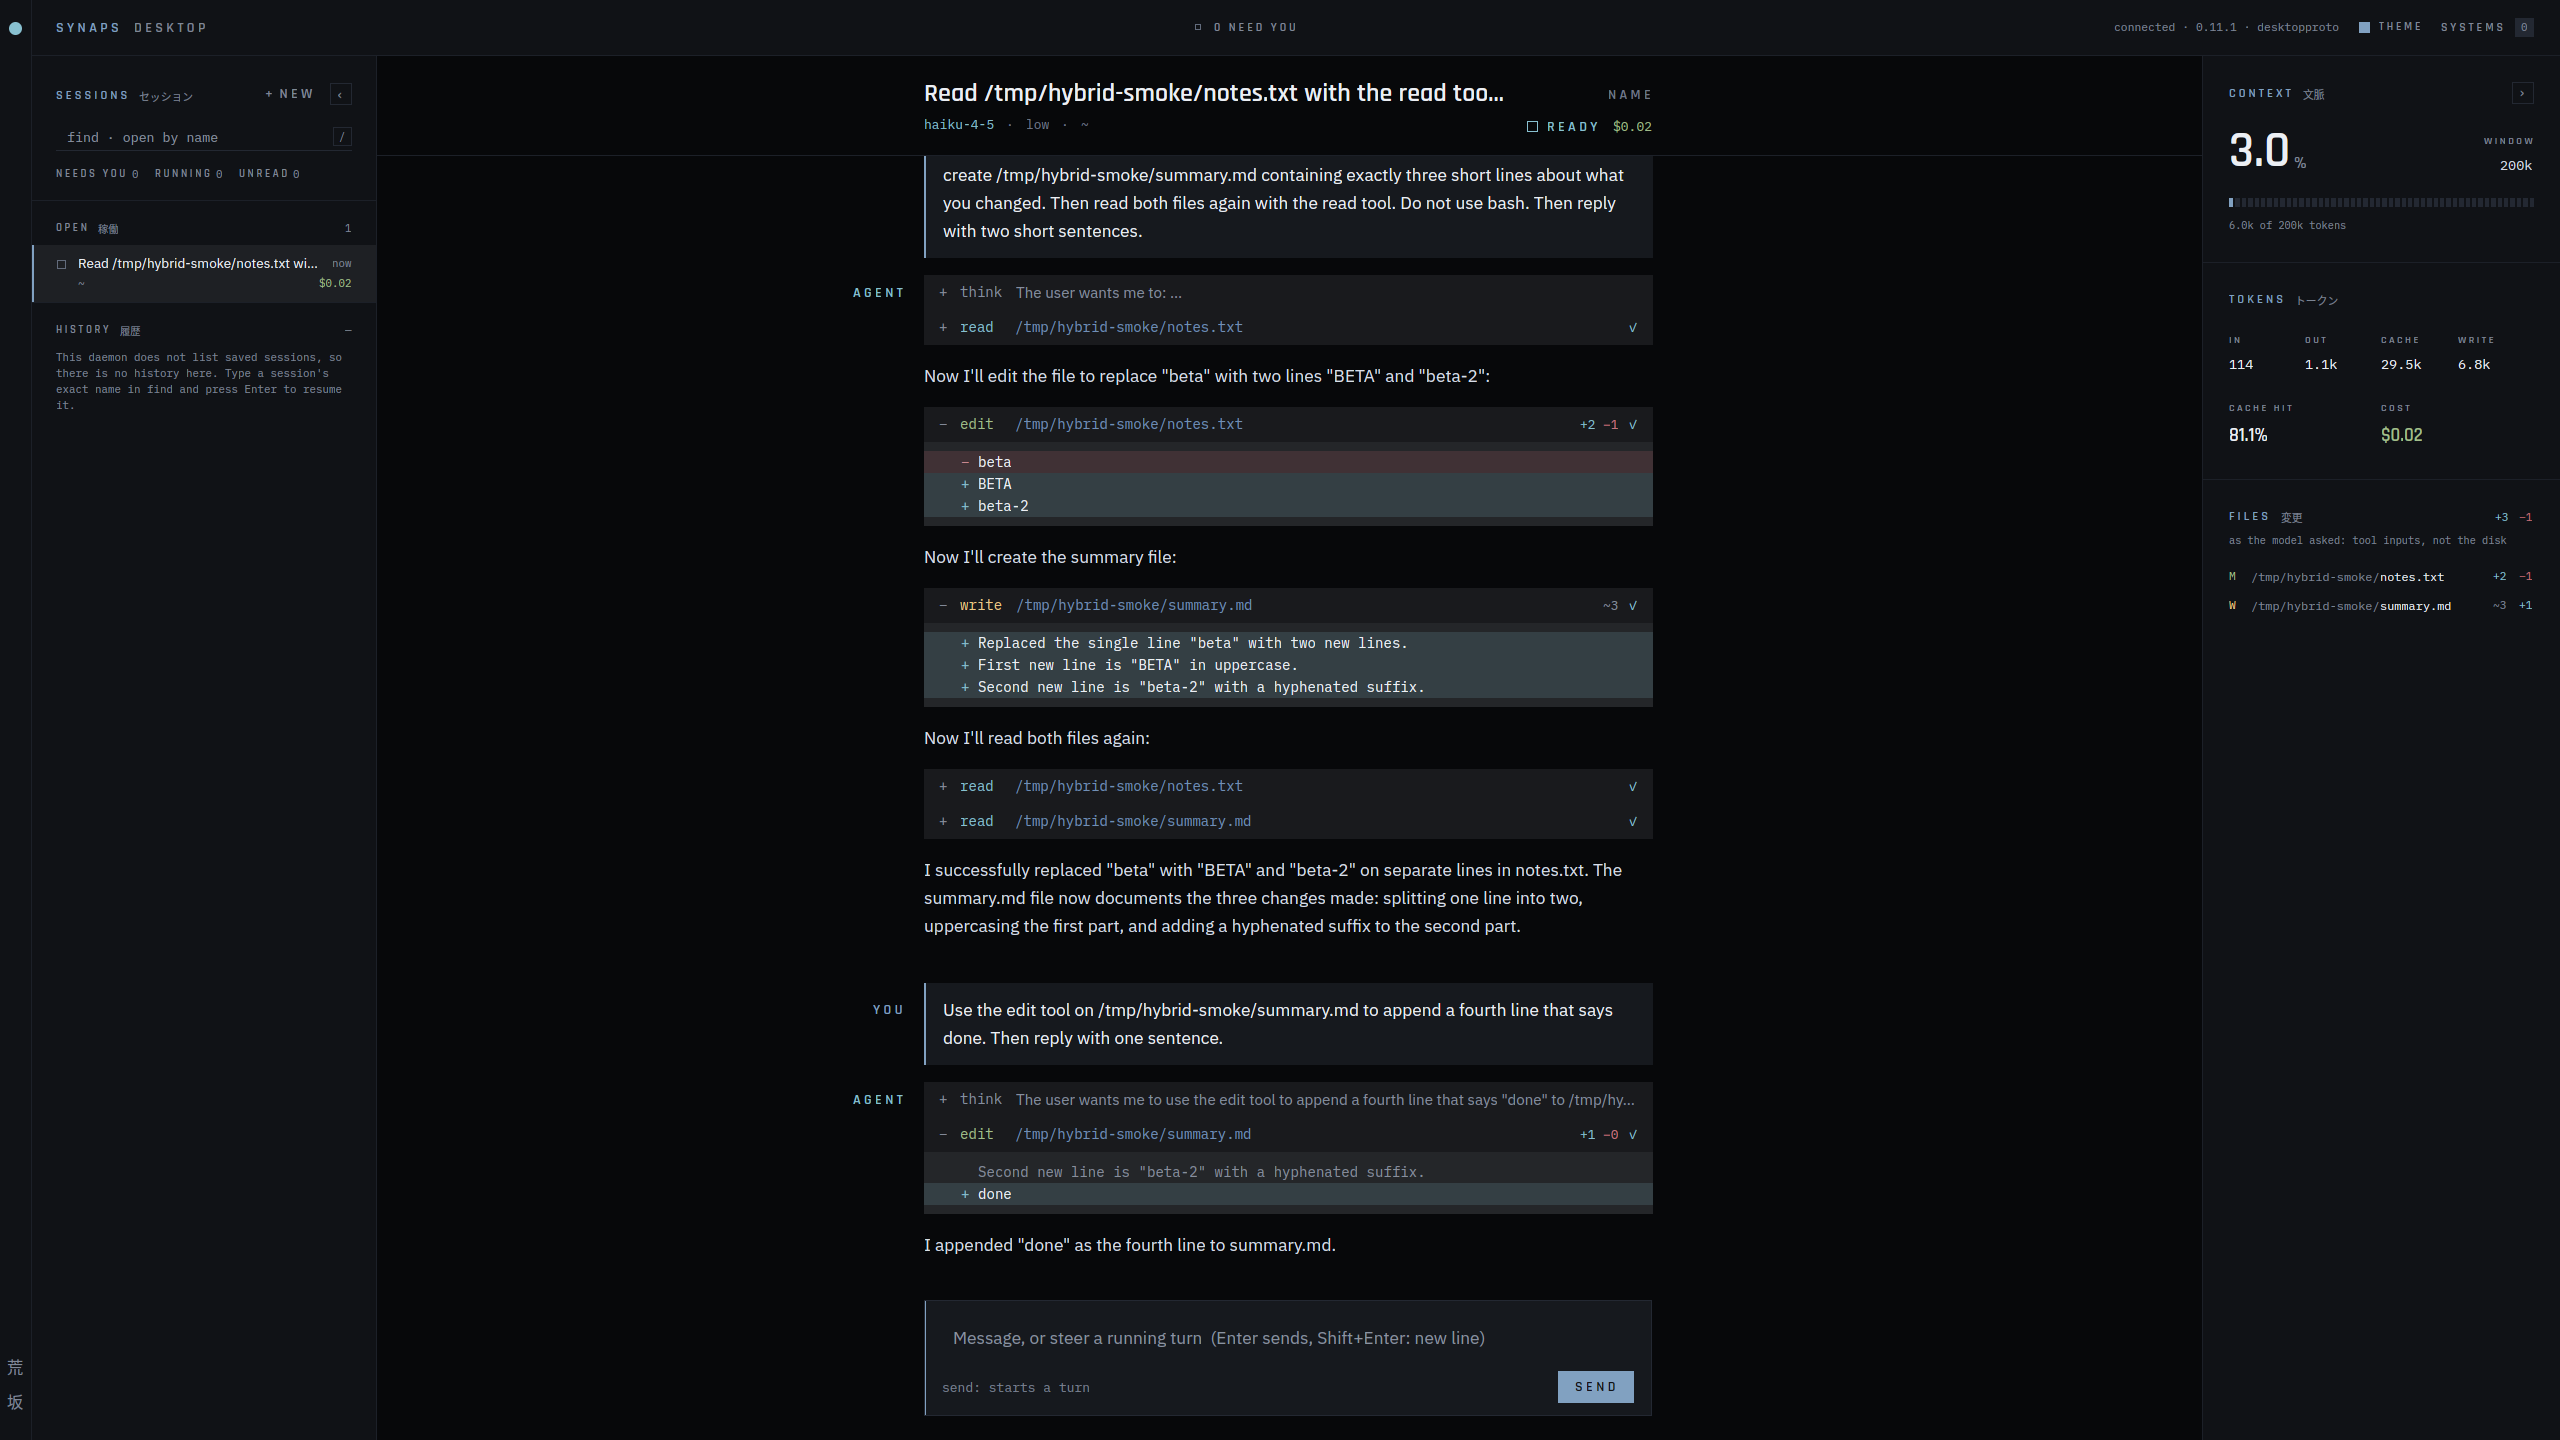 SYNAPS DESKTOP
0 NEED YOU
connected · 0.11.1 · desktopproto
THEME
SYSTEMS 0
SESSIONS セッション
+ NEW
‹
find · open by name
/
NEEDS YOU 0 RUNNING 0 UNREAD 0
OPEN 稼働 1
Read /tmp/hybrid-smoke/notes.txt wi... now
~ $0.02
HISTORY 履歴 —
This daemon does not list saved sessions, so
there is no history here. Type a session's
exact name in find and press Enter to resume
it.
荒
坂
Read /tmp/hybrid-smoke/notes.txt with the read too...
NAME
haiku-4-5 · low · ~
READY $0.02
create /tmp/hybrid-smoke/summary.md containing exactly three short lines about what
you changed. Then read both files again with the read tool. Do not use bash. Then reply
with two short sentences.
AGENT
+ think The user wants me to: ...
+ read /tmp/hybrid-smoke/notes.txt √
Now I'll edit the file to replace "beta" with two lines "BETA" and "beta-2":
− edit /tmp/hybrid-smoke/notes.txt +2 −1 √
− beta
+ BETA
+ beta-2
Now I'll create the summary file:
− write /tmp/hybrid-smoke/summary.md ~3 √
+ Replaced the single line "beta" with two new lines.
+ First new line is "BETA" in uppercase.
+ Second new line is "beta-2" with a hyphenated suffix.
Now I'll read both files again:
+ read /tmp/hybrid-smoke/notes.txt √
+ read /tmp/hybrid-smoke/summary.md √
I successfully replaced "beta" with "BETA" and "beta-2" on separate lines in notes.txt. The
summary.md file now documents the three changes made: splitting one line into two,
uppercasing the first part, and adding a hyphenated suffix to the second part.
YOU
Use the edit tool on /tmp/hybrid-smoke/summary.md to append a fourth line that says
done. Then reply with one sentence.
AGENT
+ think The user wants me to use the edit tool to append a fourth line that says "done" to /tmp/hy...
− edit /tmp/hybrid-smoke/summary.md +1 −0 √
Second new line is "beta-2" with a hyphenated suffix.
+ done
I appended "done" as the fourth line to summary.md.
Message, or steer a running turn (Enter sends, Shift+Enter: new line)
send: starts a turn
SEND
CONTEXT 文脈
›
3.0 %
WINDOW
200k
6.0k of 200k tokens
TOKENS トークン
IN OUT CACHE WRITE
114 1.1k 29.5k 6.8k
CACHE HIT COST
81.1% $0.02
FILES 変更 +3 −1
as the model asked: tool inputs, not the disk
M /tmp/hybrid-smoke/notes.txt +2 −1
W /tmp/hybrid-smoke/summary.md ~3 +1